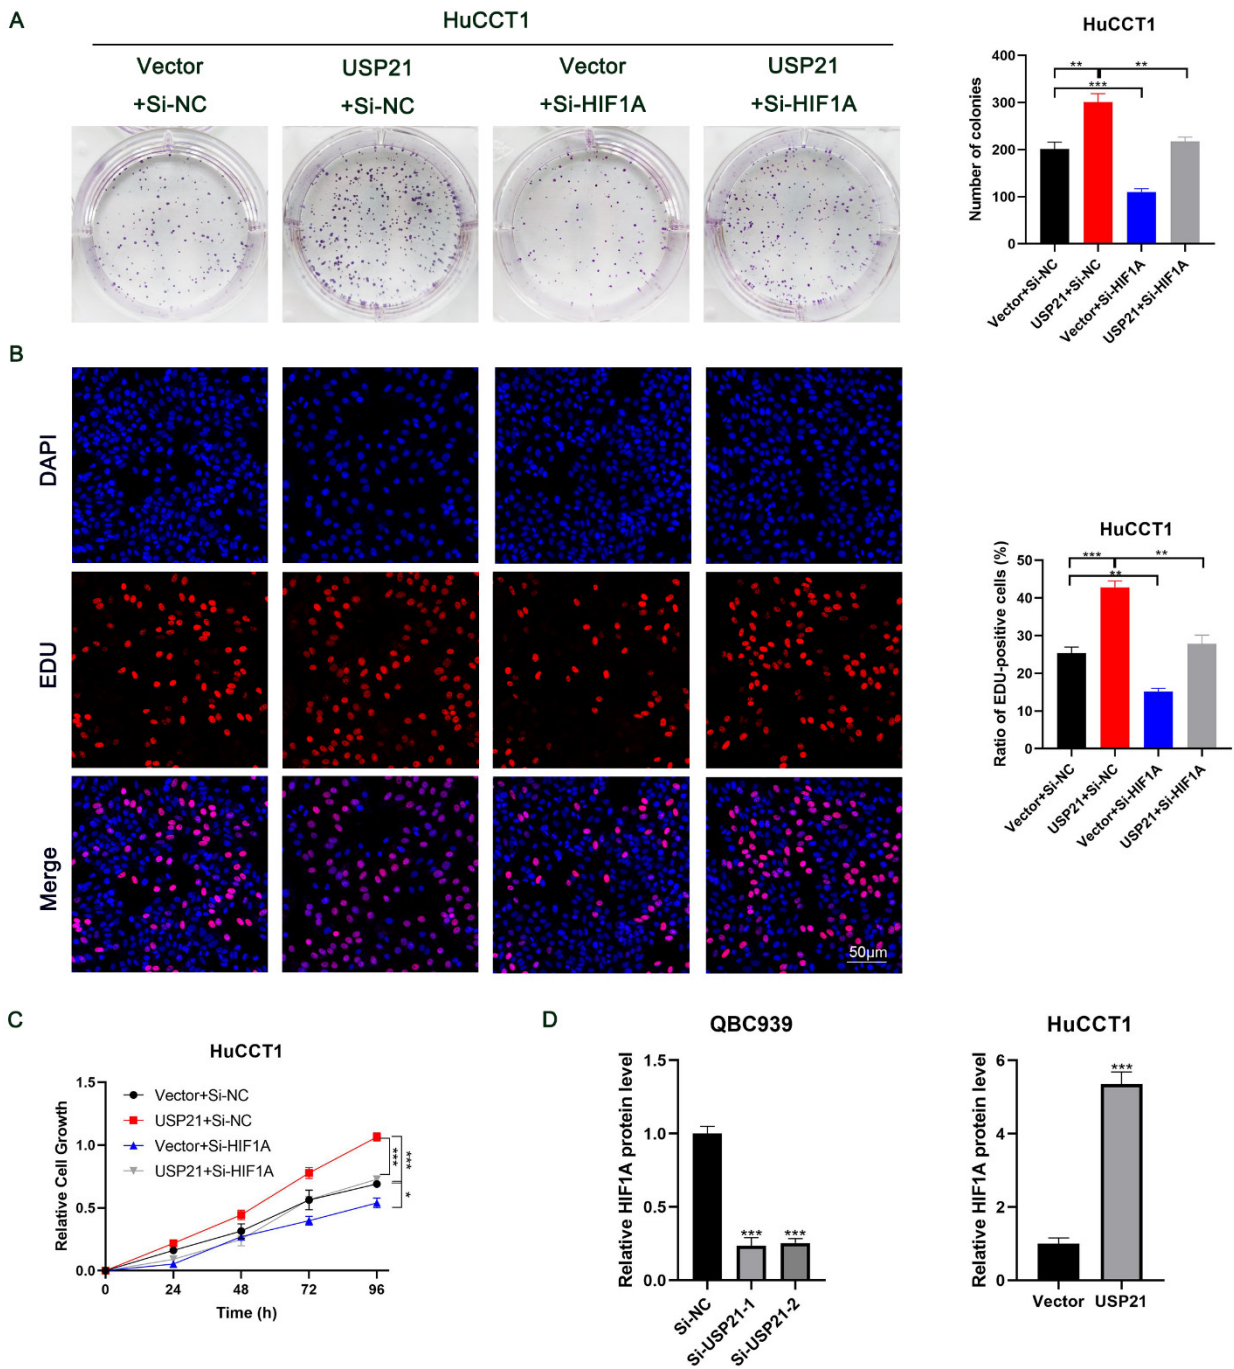 A
HuCCT1
Vector
+Si-NC
USP21
+Si-NC
Vector
+Si-HIF1A
USP21
+Si-HIF1A
HuCCT1
Number of colonies
400
300
200
100
0
**
**
***
Vector+Si-NC
USP21+Si-NC
Vector+Si-HIF1A
USP21+Si-HIF1A
B
DAPI
EDU
Merge
50μm
HuCCT1
Ratio of EDU-positive cells (%)
50
40
30
20
10
0
***
**
**
Vector+Si-NC
USP21+Si-NC
Vector+Si-HIF1A
USP21+Si-HIF1A
C
HuCCT1
Relative Cell Growth
1.5
1.0
0.5
0.0
Vector+Si-NC
USP21+Si-NC
Vector+Si-HIF1A
USP21+Si-HIF1A
***
***
*
0
24
48
72
96
Time (h)
D
QBC939
Relative HIF1A protein level
1.5
1.0
0.5
0.0
***
***
Si-NC
Si-USP21-1
Si-USP21-2
HuCCT1
Relative HIF1A protein level
6
4
2
0
***
Vector
USP21